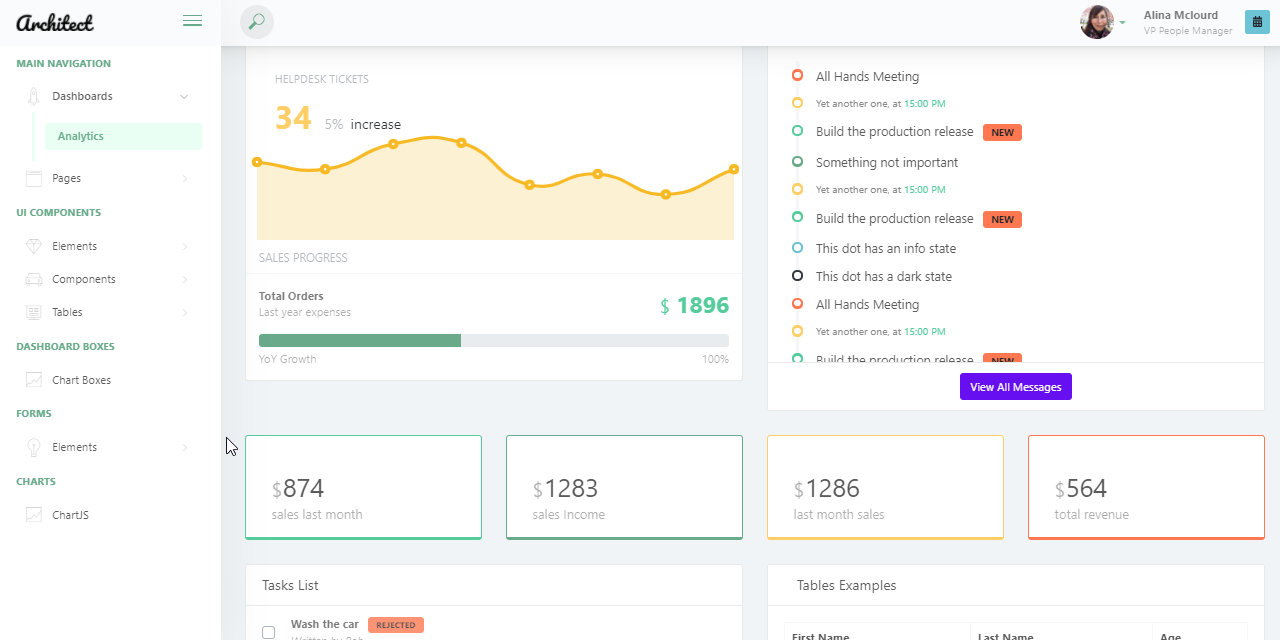 Architect
Alina Mclourd
VP People Manager
MAIN NAVIGATION
Dashboards
Analytics
Pages
UI COMPONENTS
Elements
Components
Tables
DASHBOARD BOXES
Chart Boxes
FORMS
Elements
CHARTS
ChartJS
HELPDESK TICKETS
34 5% increase
SALES PROGRESS
Total Orders
Last year expenses
$ 1896
YoY Growth
100%
All Hands Meeting
Yet another one, at 15:00 PM
Build the production release NEW
Something not important
Yet another one, at 15:00 PM
Build the production release NEW
This dot has an info state
This dot has a dark state
All Hands Meeting
Yet another one, at 15:00 PM
Build the production release NEW
View All Messages
$874
sales last month
$1283
sales Income
$1286
last month sales
$564
total revenue
Tasks List
Wash the car REJECTED
Written by Bob
Tables Examples
First Name Last Name Age